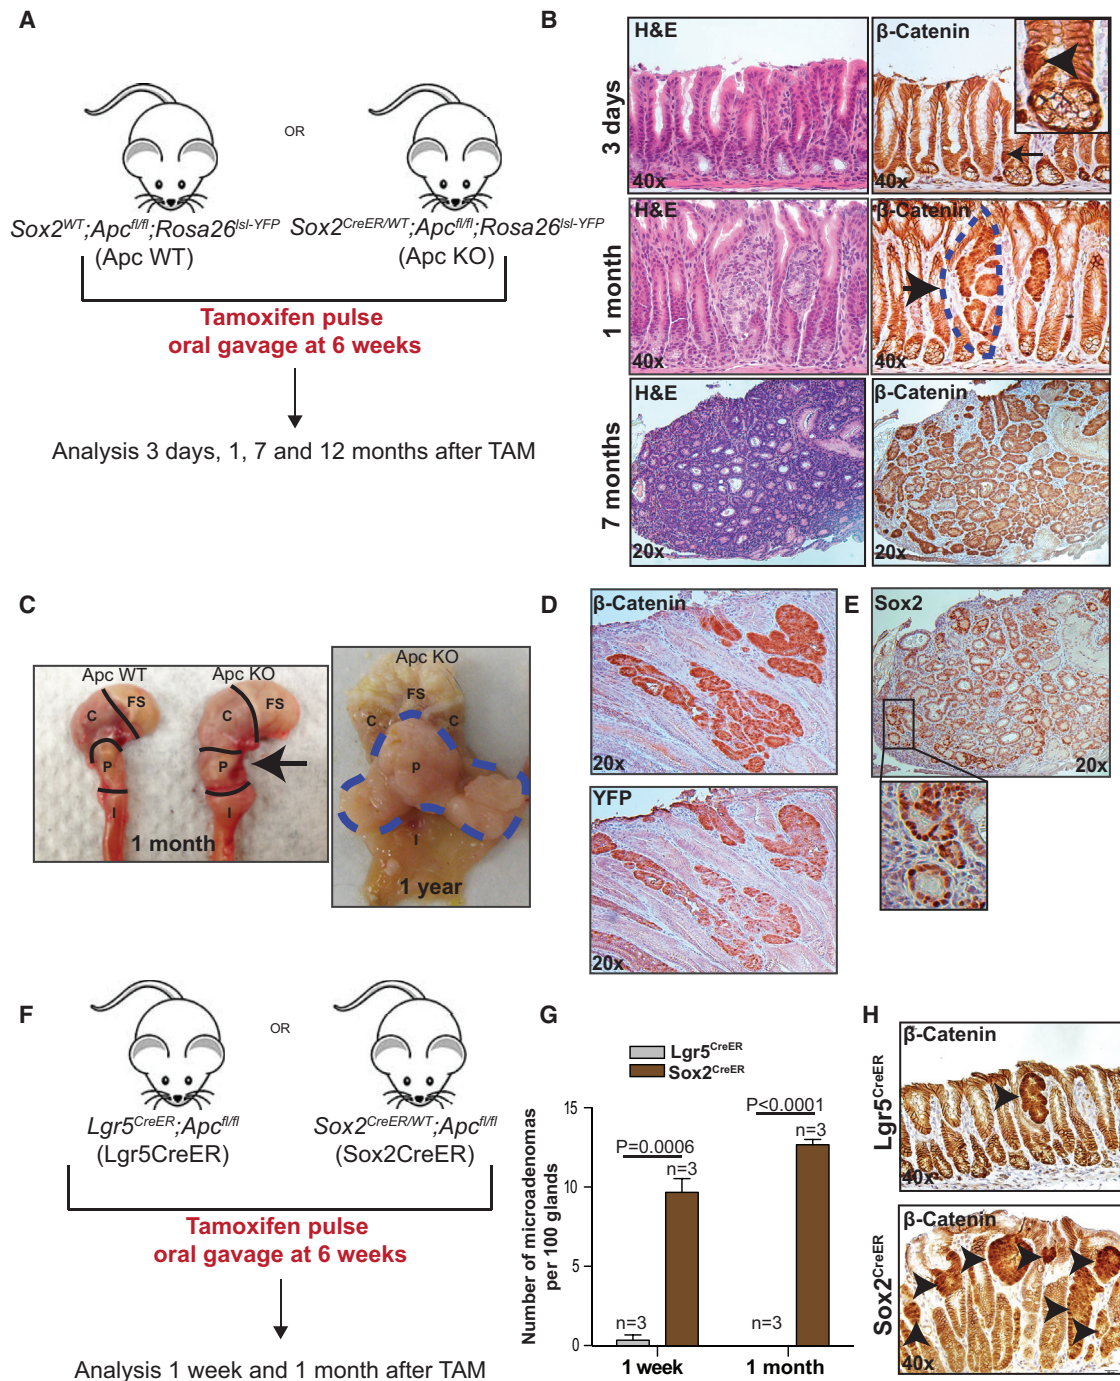 A
OR
Sox2WT;Apcfl/fl;Rosa26lsl-YFP
(Apc WT)
Sox2CreER/WT;Apcfl/fl;Rosa26lsl-YFP
(Apc KO)
Tamoxifen pulse
oral gavage at 6 weeks
Analysis 3 days, 1, 7 and 12 months after TAM
B
3 days
H&E
40x
β-Catenin
40x
1 month
H&E
40x
β-Catenin
40x
7 months
H&E
20x
β-Catenin
20x
C
Apc WT
Apc KO
C
FS
C
FS
P
P
I
I
1 month
Apc KO
FS
C
C
p
I
1 year
D
β-Catenin
20x
YFP
20x
E
Sox2
20x
F
OR
Lgr5CreER;Apcfl/fl
(Lgr5CreER)
Sox2CreER/WT;Apcfl/fl
(Sox2CreER)
Tamoxifen pulse
oral gavage at 6 weeks
Analysis 1 week and 1 month after TAM
G
Lgr5CreER
Sox2CreER
Number of microadenomas
per 100 glands
15
10
5
0
P=0.0006
n=3
n=3
P<0.0001
n=3
n=3
1 week
1 month
H
Lgr5CreER
β-Catenin
40x
Sox2CreER
β-Catenin
40x